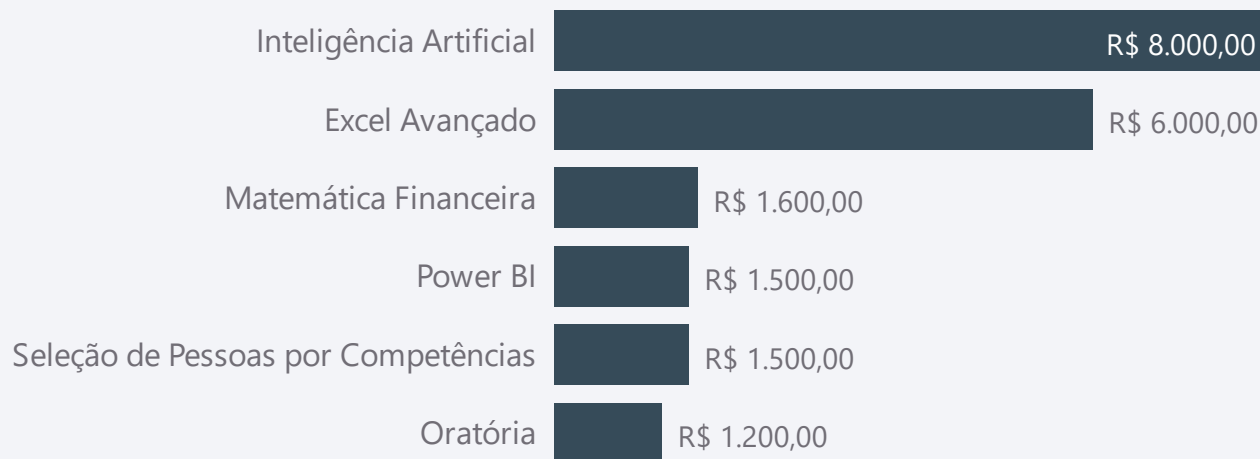 Inteligência Artificial R$ 8.000,00
Excel Avançado R$ 6.000,00
Matemática Financeira R$ 1.600,00
Power BI R$ 1.500,00
Seleção de Pessoas por Competências R$ 1.500,00
Oratória R$ 1.200,00